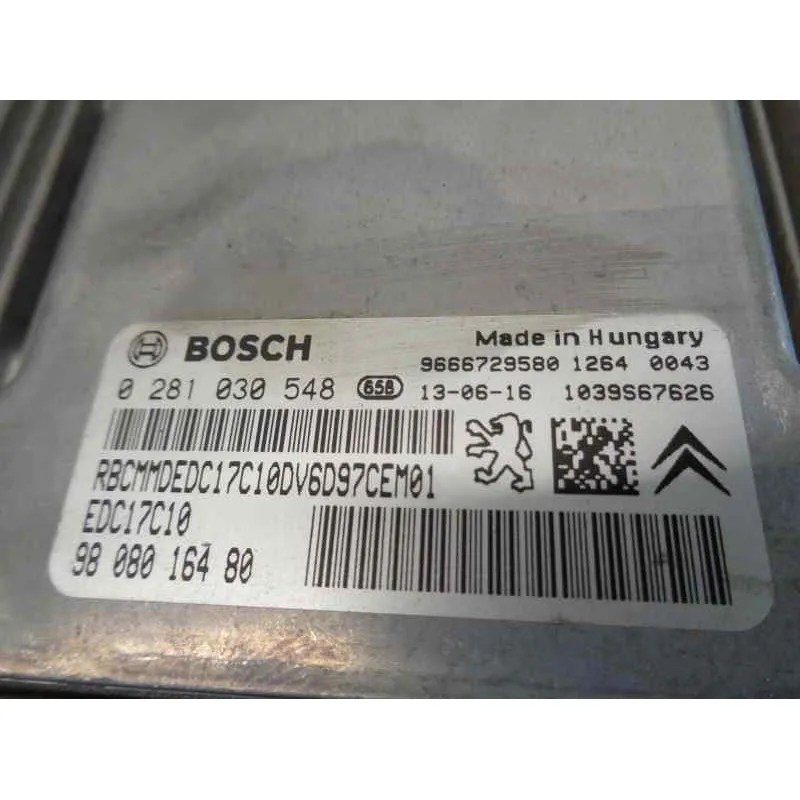 BOSCH
Made in Hungary
9666729580 1264 0043
0 281 030 548 658 13-06-16 1039S67626
RBCMMDEDC17C10DV6D97CEM01
EDC17C10
98 080 164 80